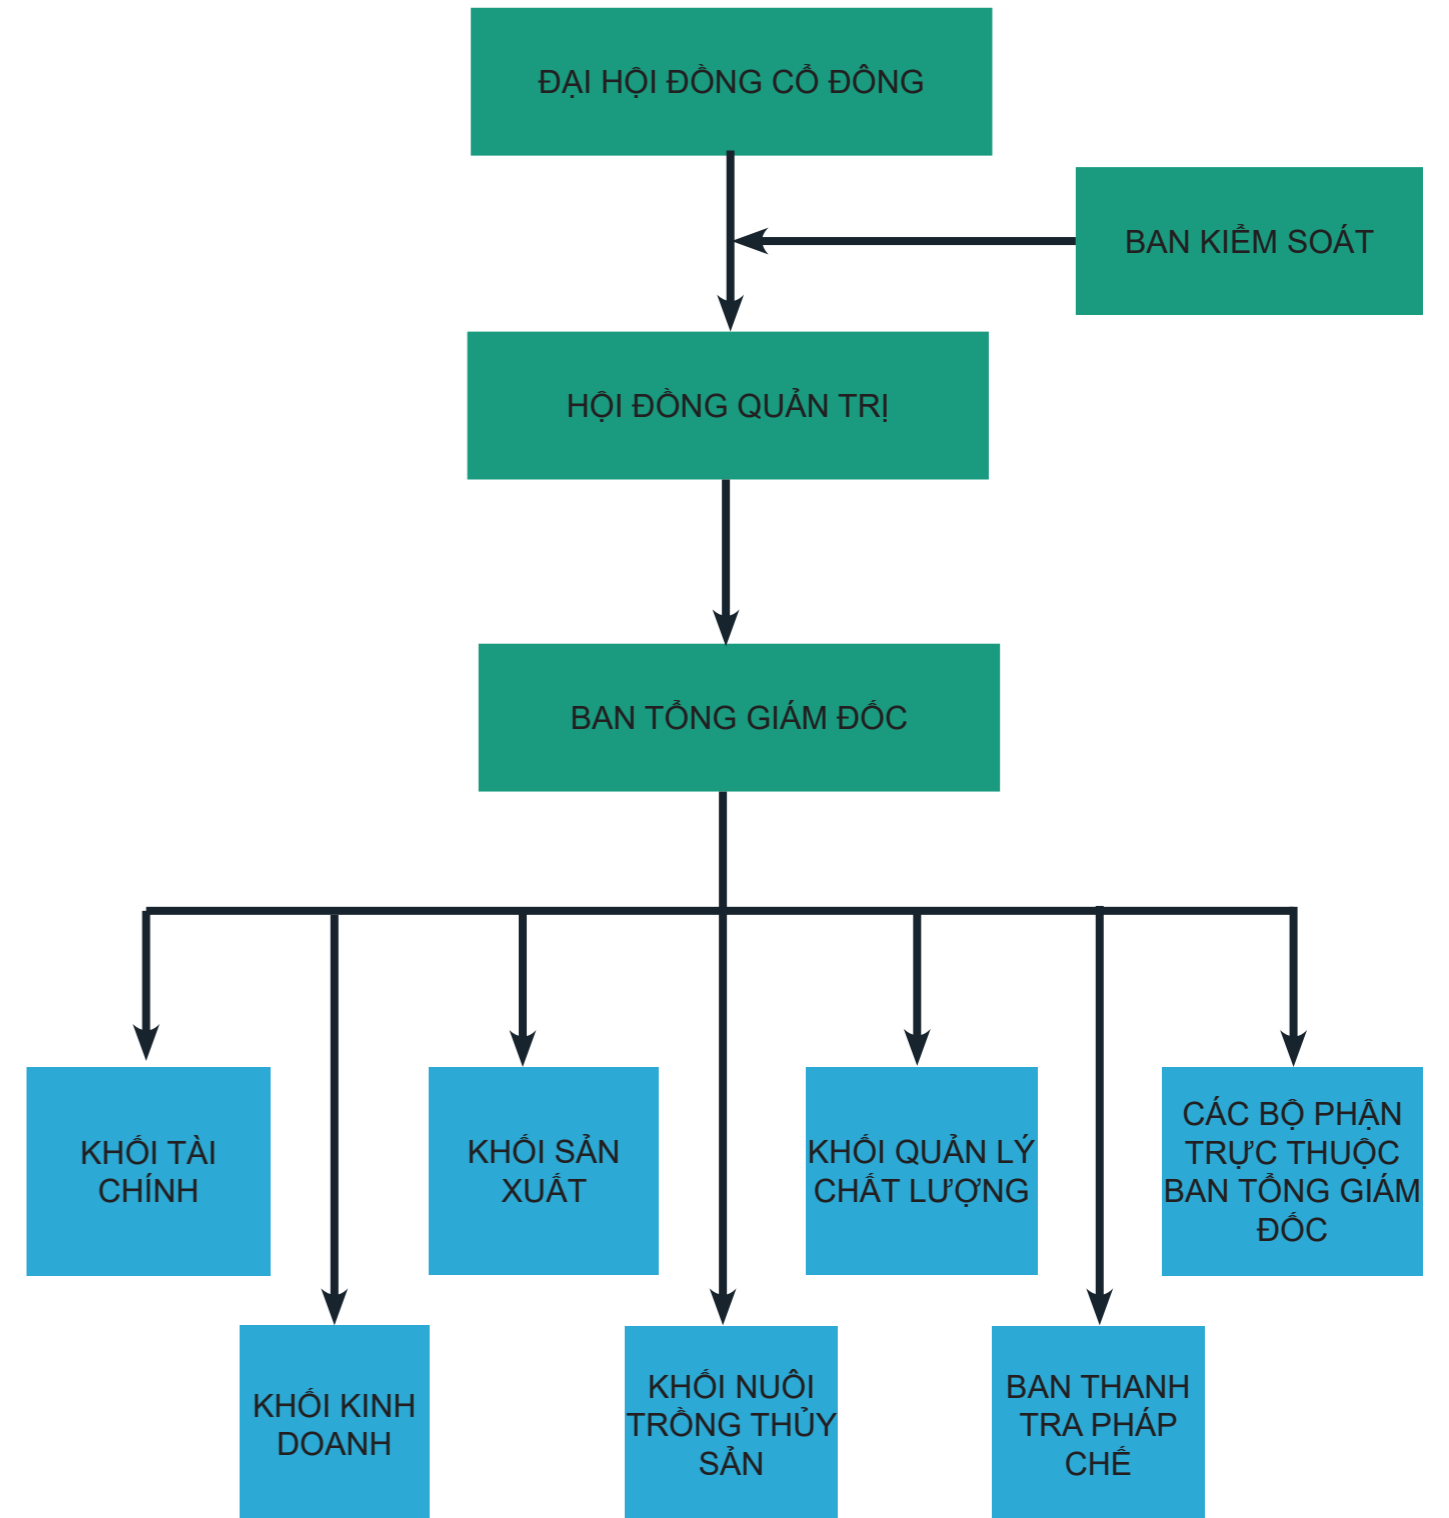 ĐẠI HỘI ĐỒNG CỔ ĐÔNG
BAN KIỂM SOÁT
HỘI ĐỒNG QUẢN TRỊ
BAN TỔNG GIÁM ĐỐC
KHỐI TÀI
CHÍNH
KHỐI SẢN
XUẤT
KHỐI QUẢN LÝ
CHẤT LƯỢNG
CÁC BỘ PHẬN
TRỰC THUỘC
BAN TỔNG GIÁM
ĐỐC
KHỐI KINH
DOANH
KHỐI NUÔI
TRỒNG THỦY
SẢN
BAN THANH
TRA PHÁP
CHẾ